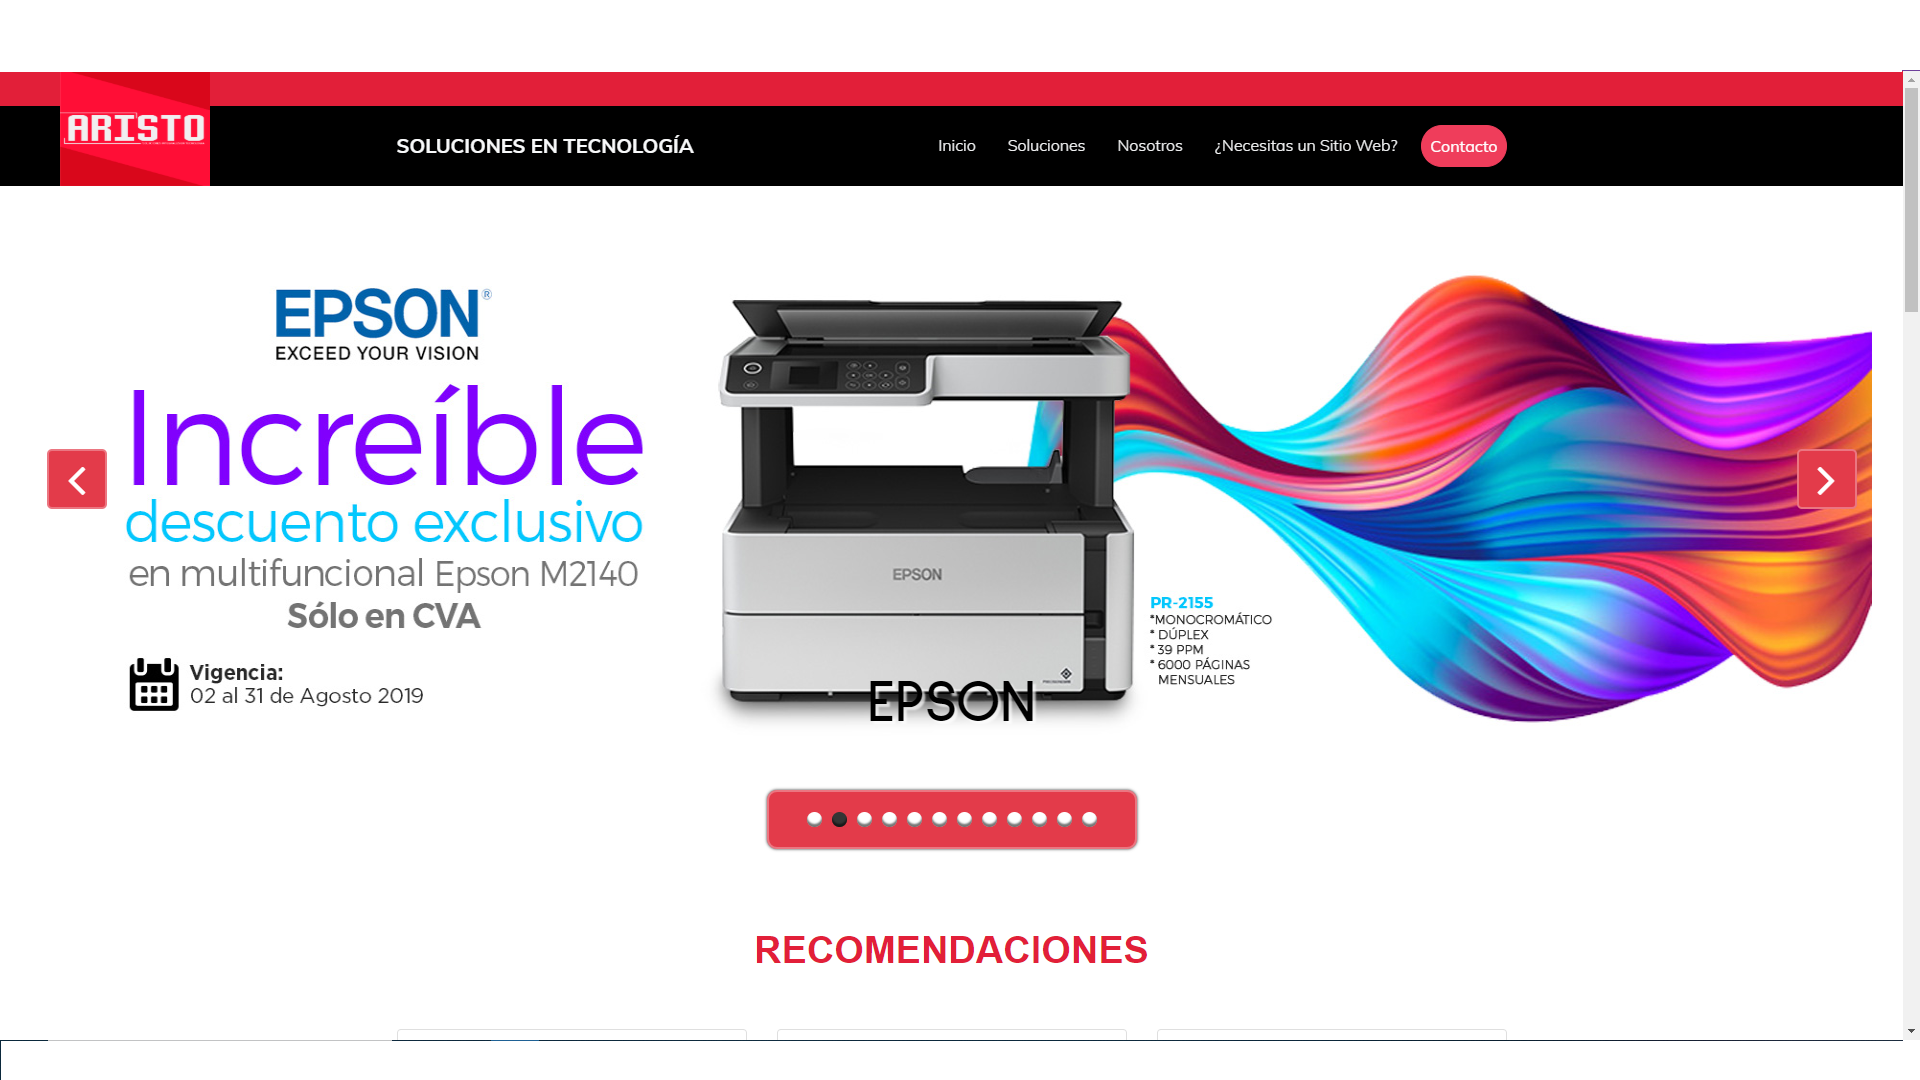 ARISTO
SOLUCIONES EN TECNOLOGÍA
Inicio
Soluciones
Nosotros
¿Necesitas un Sitio Web?
Contacto
EPSON®
EXCEED YOUR VISION
Increíble
descuento exclusivo
en multifuncional Epson M2140
Sólo en CVA
Vigencia:
02 al 31 de Agosto 2019
EPSON
PR-2155
*MONOCROMÁTICO
* DÚPLEX
* 39 PPM
* 6000 PÁGINAS
MENSUALES
EPSON
RECOMENDACIONES